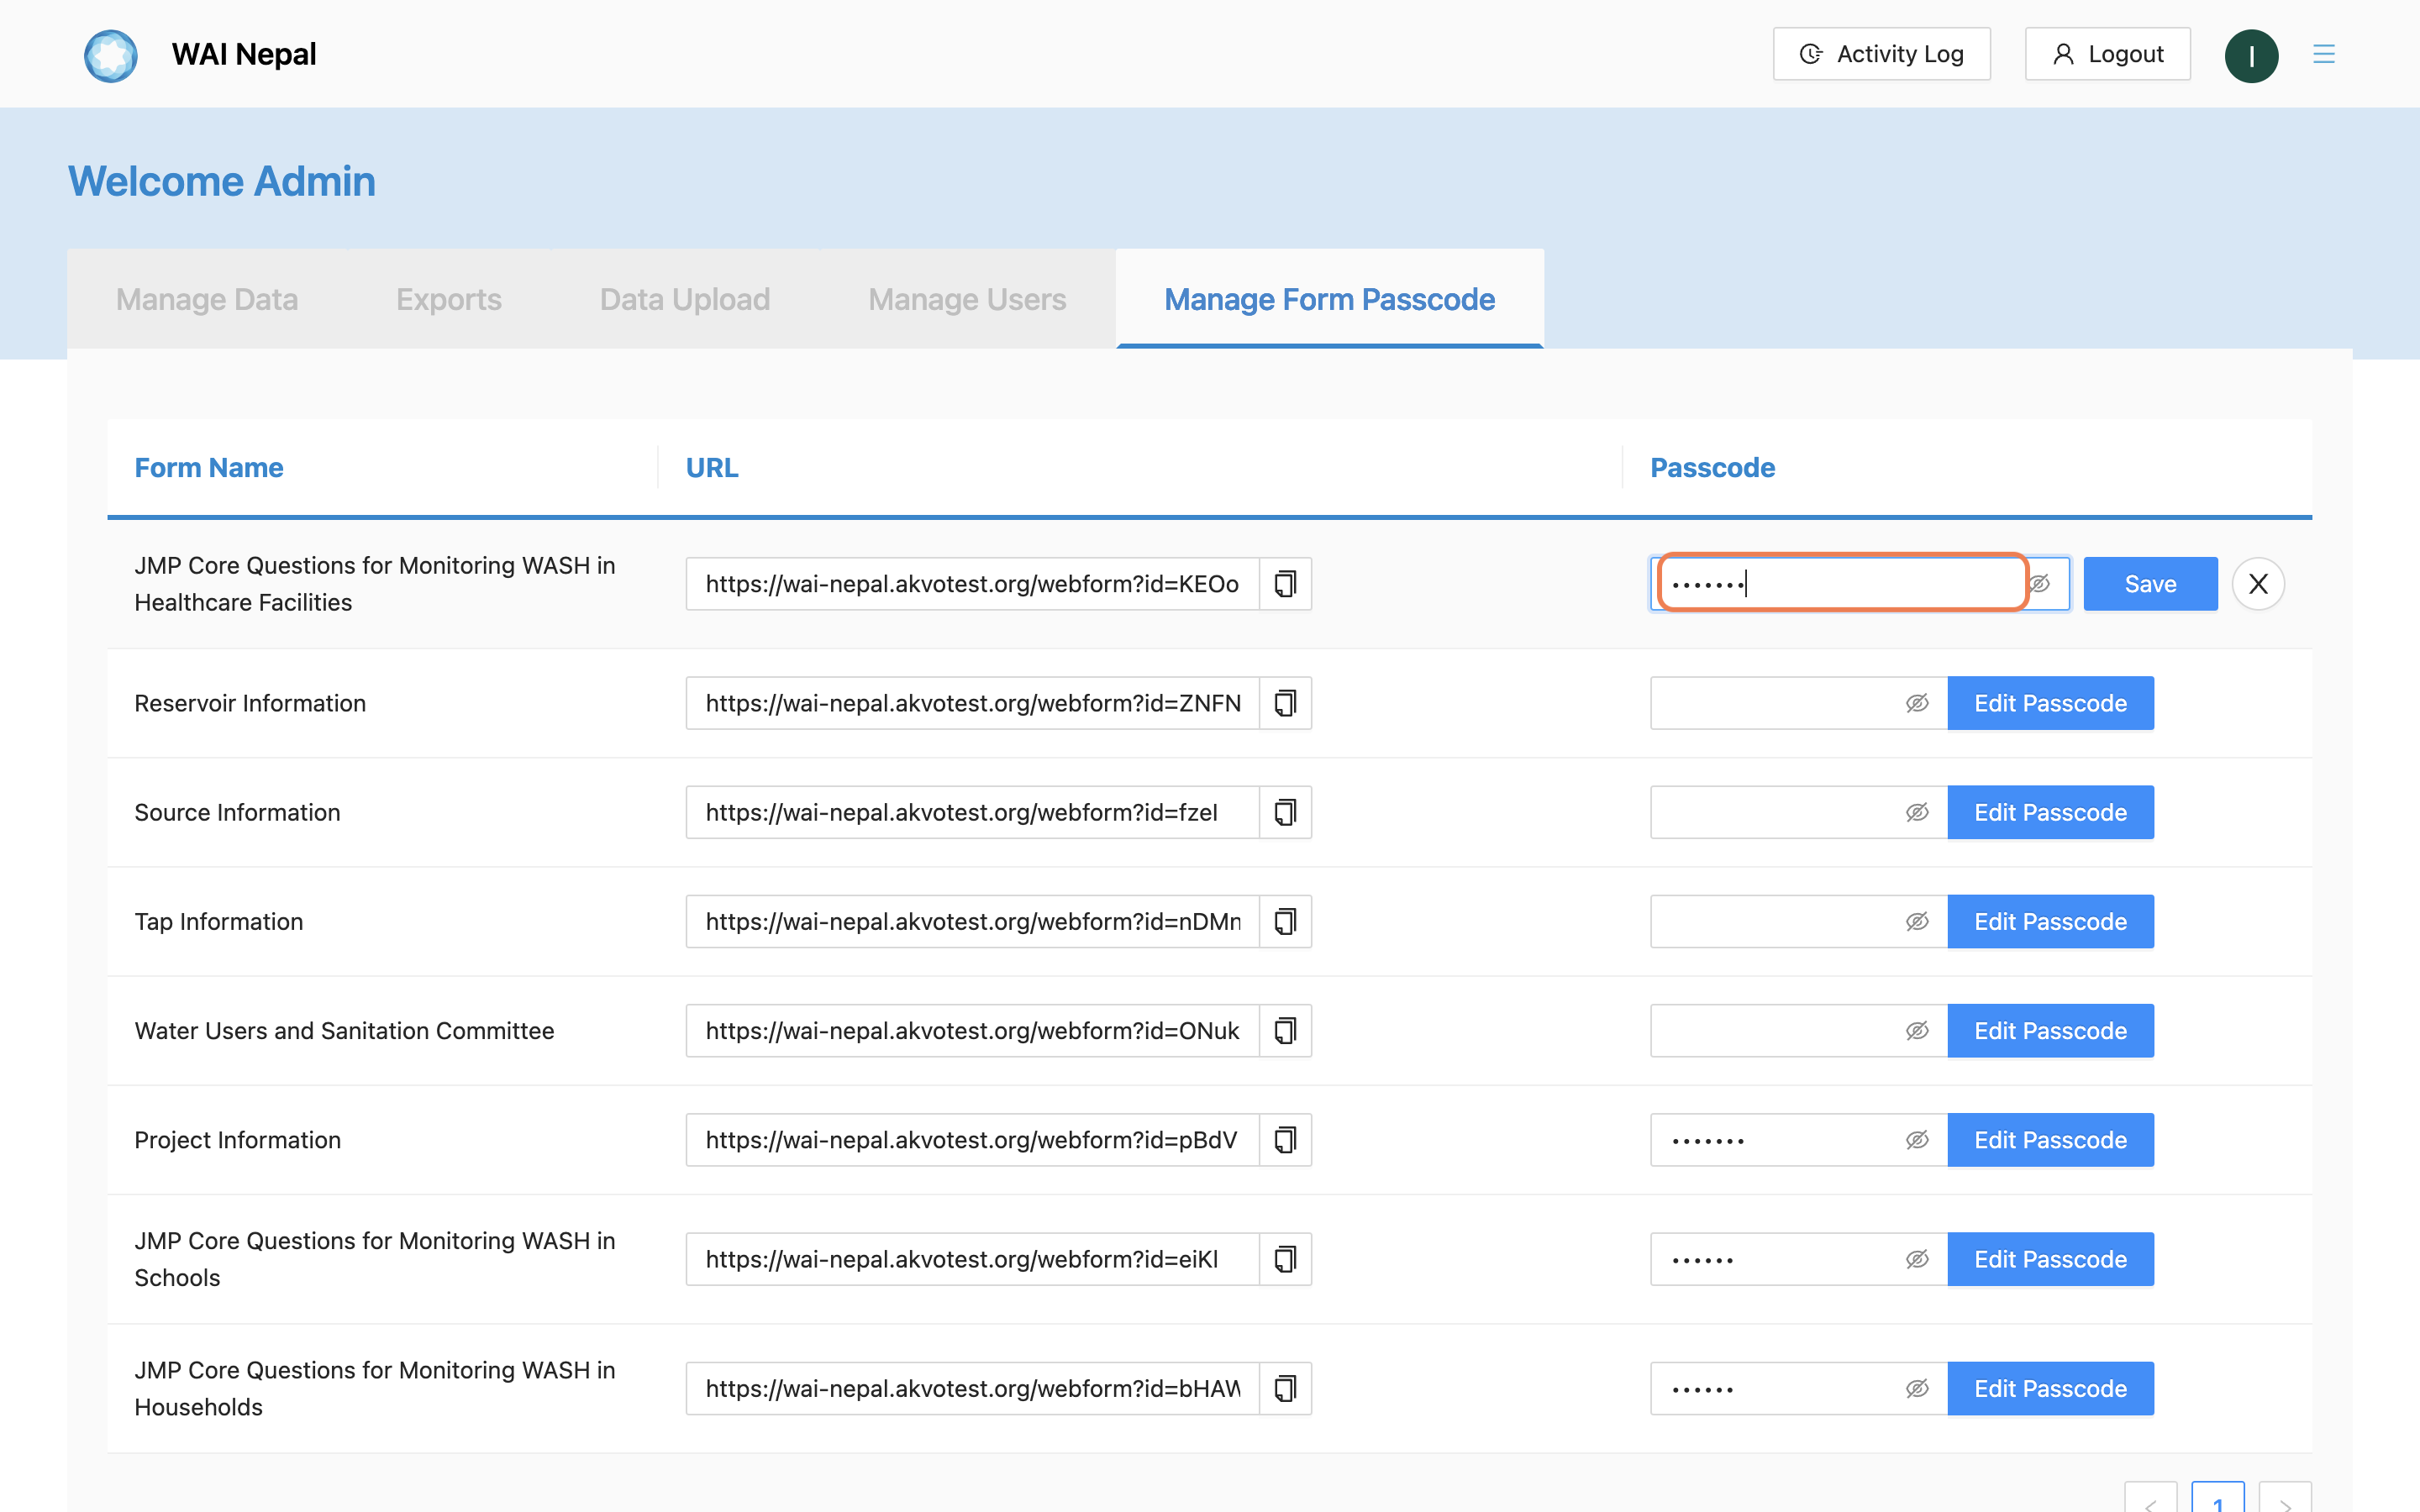 WAI Nepal
Activity Log
Logout
I
Welcome Admin
Manage Data
Exports
Data Upload
Manage Users
Manage Form Passcode
Form Name
URL
Passcode
JMP Core Questions for Monitoring WASH in
Healthcare Facilities
https://wai-nepal.akvotest.org/webform?id=KEOo
•••••••
Save
X
Reservoir Information
https://wai-nepal.akvotest.org/webform?id=ZNFN
Edit Passcode
Source Information
https://wai-nepal.akvotest.org/webform?id=fzeI
Edit Passcode
Tap Information
https://wai-nepal.akvotest.org/webform?id=nDMn
Edit Passcode
Water Users and Sanitation Committee
https://wai-nepal.akvotest.org/webform?id=ONuk
Edit Passcode
Project Information
https://wai-nepal.akvotest.org/webform?id=pBdV
•••••••
Edit Passcode
JMP Core Questions for Monitoring WASH in
Schools
https://wai-nepal.akvotest.org/webform?id=eiKl
••••••
Edit Passcode
JMP Core Questions for Monitoring WASH in
Households
https://wai-nepal.akvotest.org/webform?id=bHAW
••••••
Edit Passcode
< 1 >